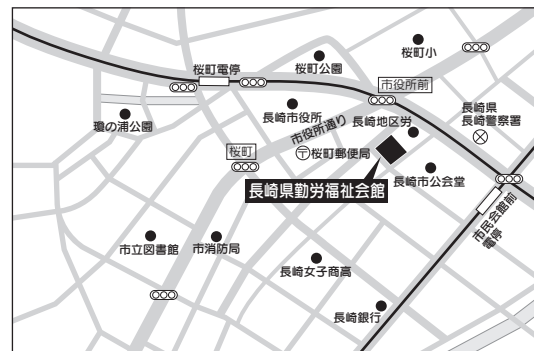 桜町小
桜町電停
桜町公園
市役所前
瓊の浦公園
長崎市役所
市役所通り
長崎地区労
長崎県
長崎警察署
桜町
〒桜町郵便局
長崎市公会堂
長崎県勤労福祉会館
市民会館前
電停
市立図書館
市消防局
長崎女子商高
長崎銀行